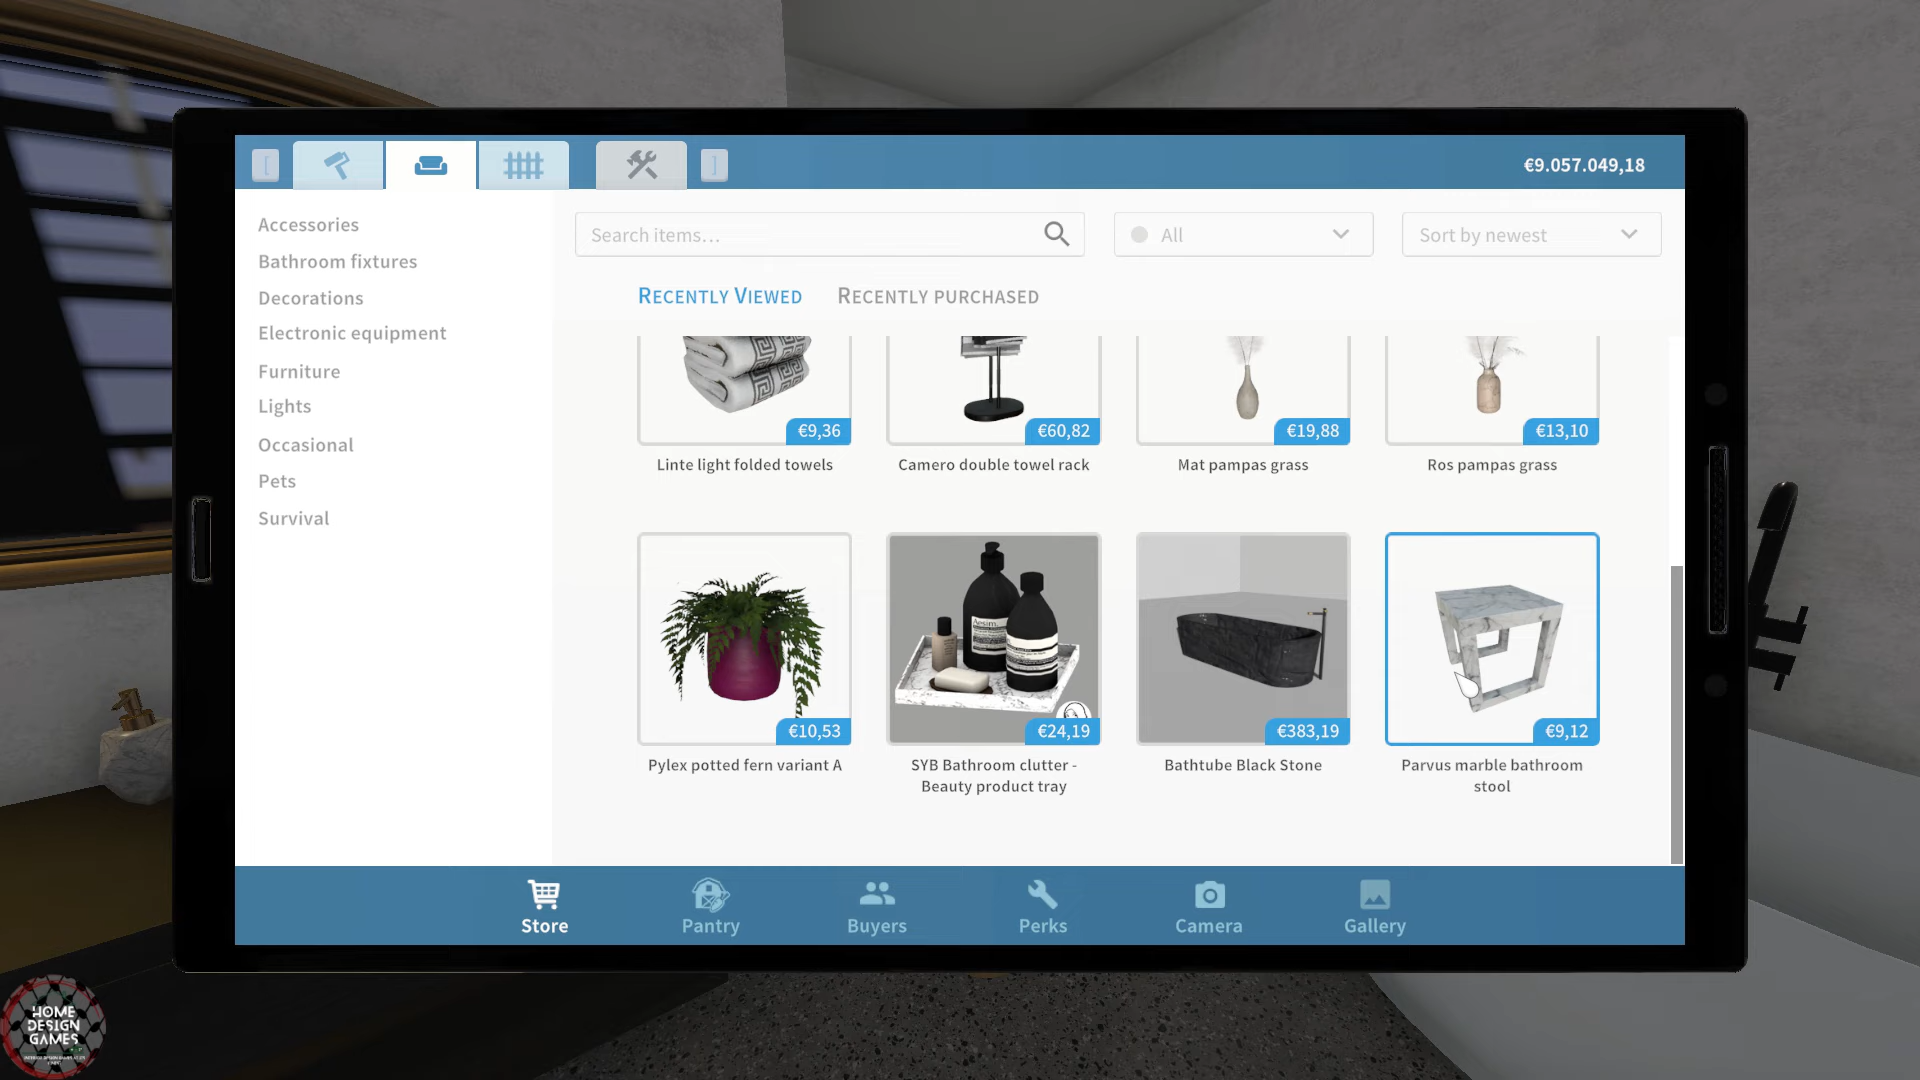 [
]
€9.057.049,18
Accessories
Bathroom fixtures
Decorations
Electronic equipment
Furniture
Lights
Occasional
Pets
Survival
Search items...
All
Sort by newest
RECENTLY VIEWED
RECENTLY PURCHASED
€9,36
€60,82
€19,88
€13,10
Linte light folded towels
Camero double towel rack
Mat pampas grass
Ros pampas grass
Aesim.
€10,53
€24,19
€383,19
€9,12
Pylex potted fern variant A
SYB Bathroom clutter -
Beauty product tray
Bathtube Black Stone
Parvus marble bathroom
stool
Store
Pantry
Buyers
Perks
Camera
Gallery
HOME
DESIGN
GAMES